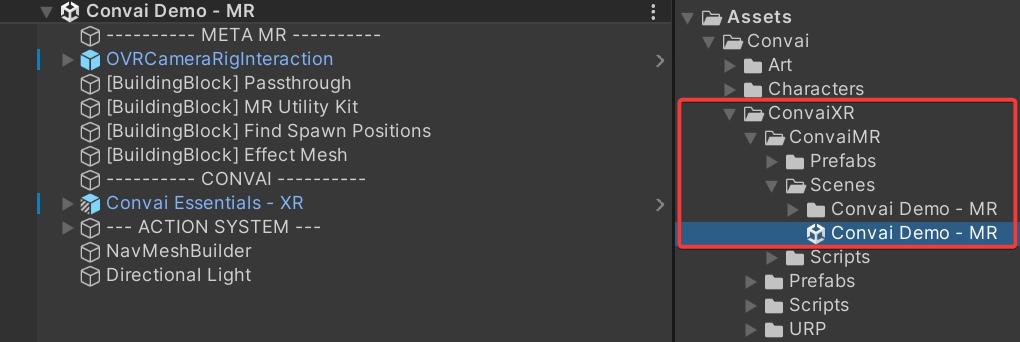 Convai Demo - MR
---------- META MR ----------
OVRCameraRigInteraction
[BuildingBlock] Passthrough
[BuildingBlock] MR Utility Kit
[BuildingBlock] Find Spawn Positions
[BuildingBlock] Effect Mesh
---------- CONVAI ----------
Convai Essentials - XR
--- ACTION SYSTEM ---
NavMeshBuilder
Directional Light
Assets
Convai
Art
Characters
ConvaiXR
ConvaiMR
Prefabs
Scenes
Convai Demo - MR
Convai Demo - MR
Scripts
Prefabs
Scripts
URP